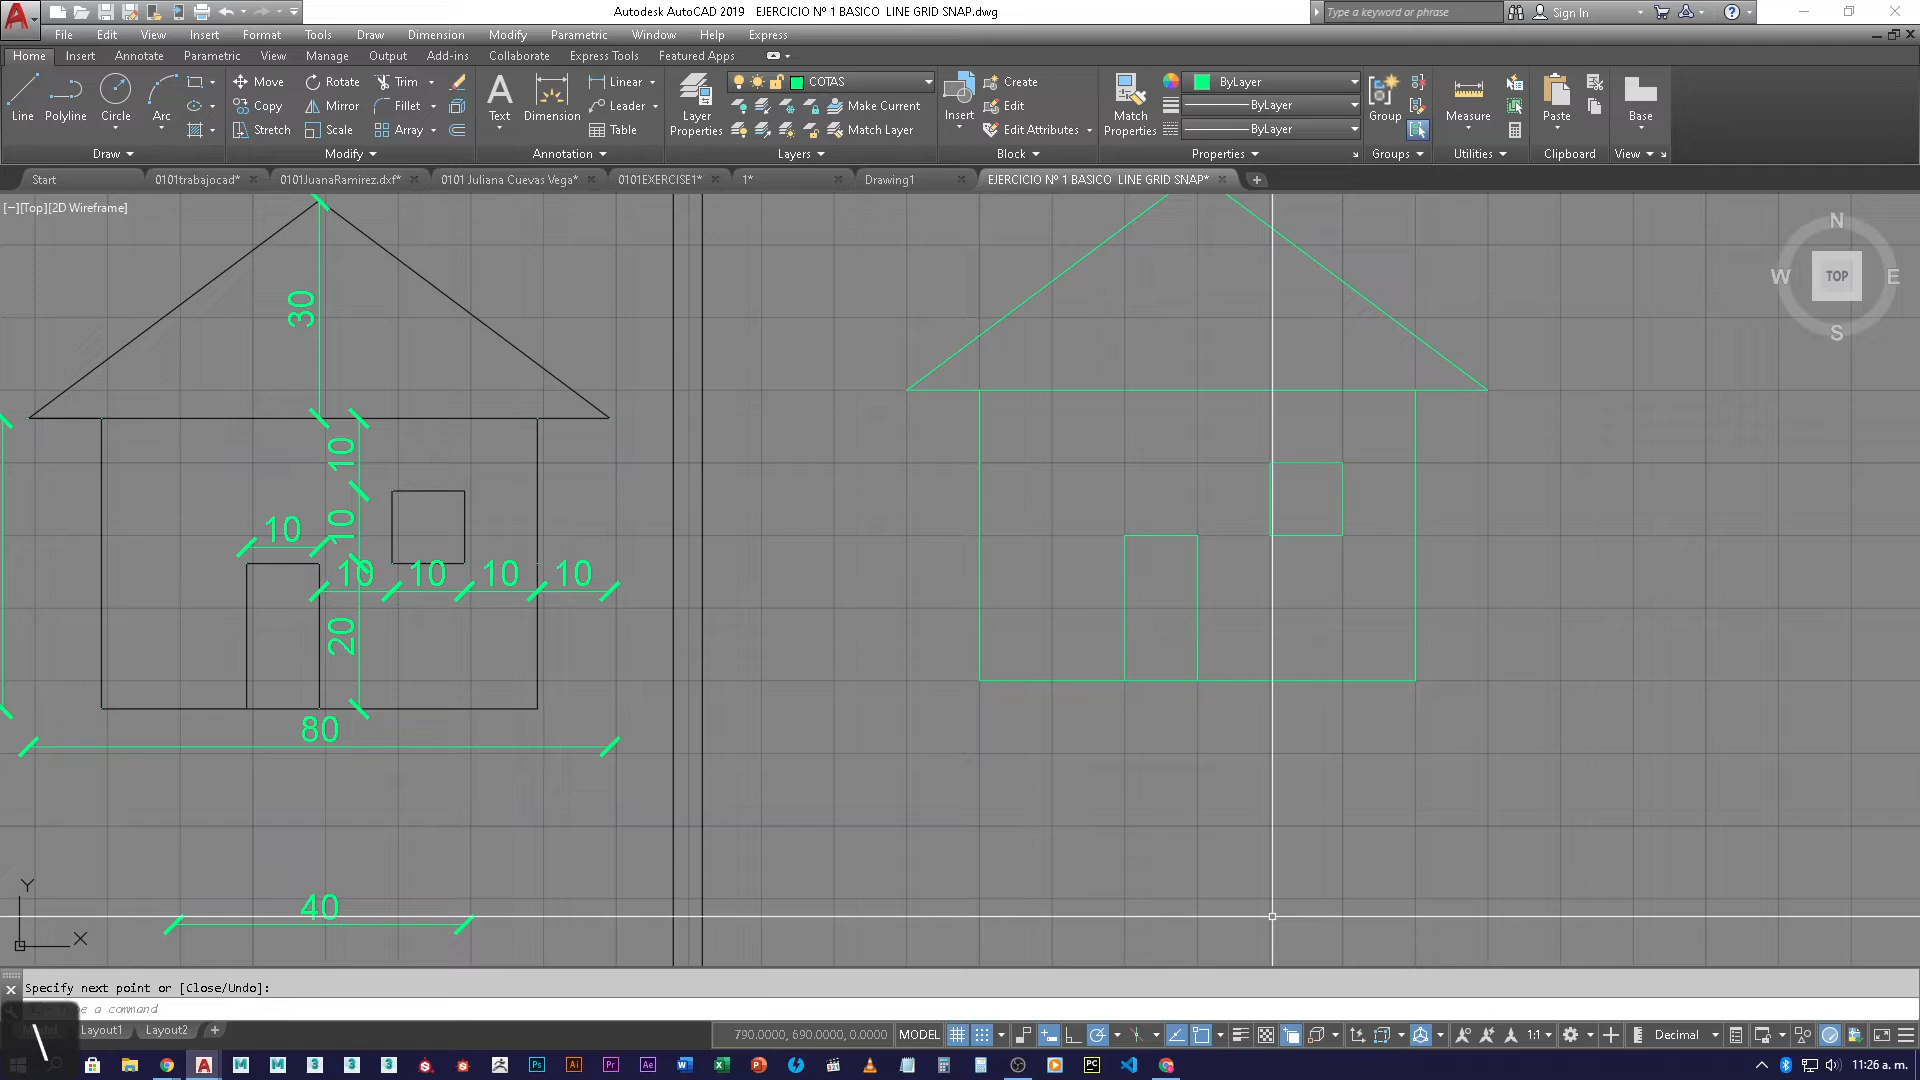 Autodesk AutoCAD 2019 EJERCICIO Nº 1 BASICO LINE GRID SNAP.dwg
Type a keyword or phrase
Sign In
File Edit View Insert Format Tools Draw Dimension Modify Parametric Window Help Express
Home Insert Annotate Parametric View Manage Output Add-ins Collaborate Express Tools Featured Apps
Line Polyline Circle Arc
Move Rotate Trim
Copy Mirror Fillet
Stretch Scale Array
Text Dimension
Linear
Leader
Table
Layer Properties
COTAS
Make Current
Match Layer
Insert
Create
Edit
Edit Attributes
Match Properties
ByLayer
ByLayer
ByLayer
Group
Measure
Paste
Base
Draw Modify Annotation Layers Block Properties Groups Utilities Clipboard View
Start 0101trabajocad* 0101JuanaRamirez.dxf* 0101 Juliana Cuevas Vega* 0101EXERCISE1* 1* Drawing1 EJERCICIO Nº 1 BASICO LINE GRID SNAP*
[−][Top][2D Wireframe]
N
W TOP E
S
30
10
10
10
10 10 10 10
20
80
40
Y
X
Specify next point or [Close/Undo]:
Type a command
Layout1 Layout2
790.0000, 690.0000, 0.0000 MODEL
1:1
Decimal
Ps Ai Pr Ae
PC
11:26 a. m.